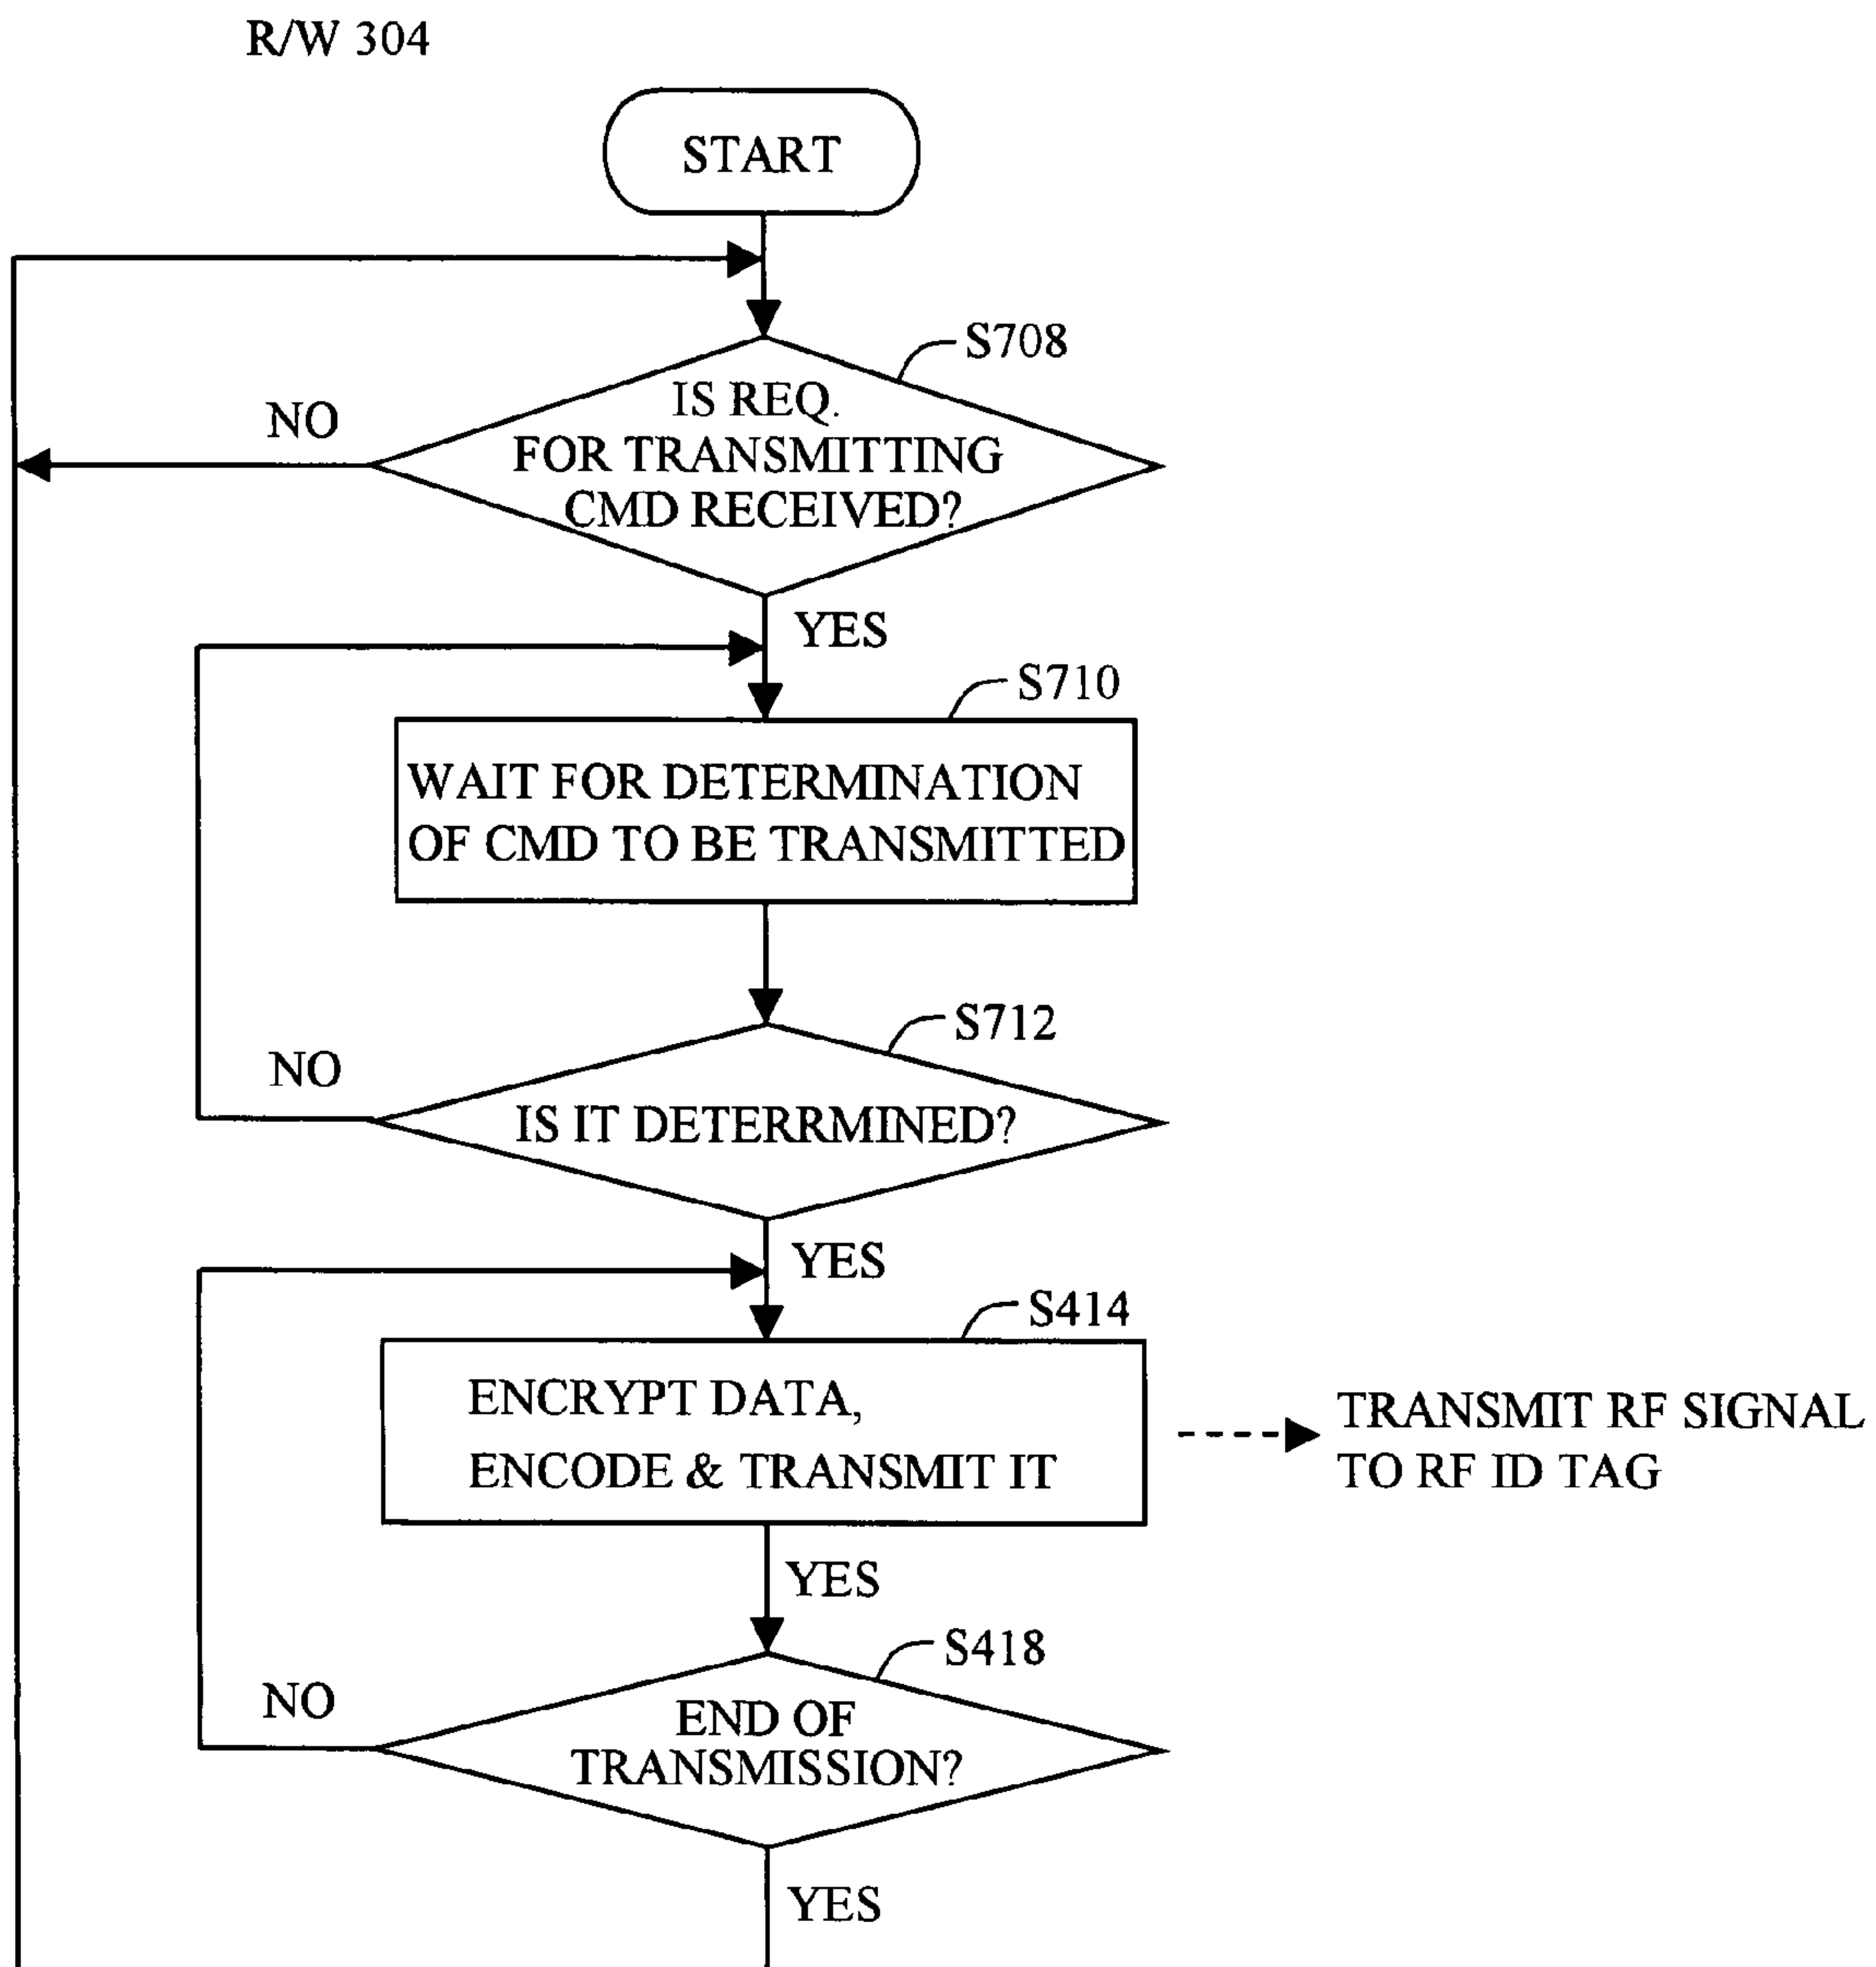 R/W 304
START
S708
IS REQ.
FOR TRANSMITTING
CMD RECEIVED?
NO
YES
S710
WAIT FOR DETERMINATION
OF CMD TO BE TRANSMITTED
S712
NO
IS IT DETERRMINED?
YES
S414
ENCRYPT DATA,
ENCODE & TRANSMIT IT
TRANSMIT RF SIGNAL
TO RF ID TAG
YES
S418
NO
END OF
TRANSMISSION?
YES